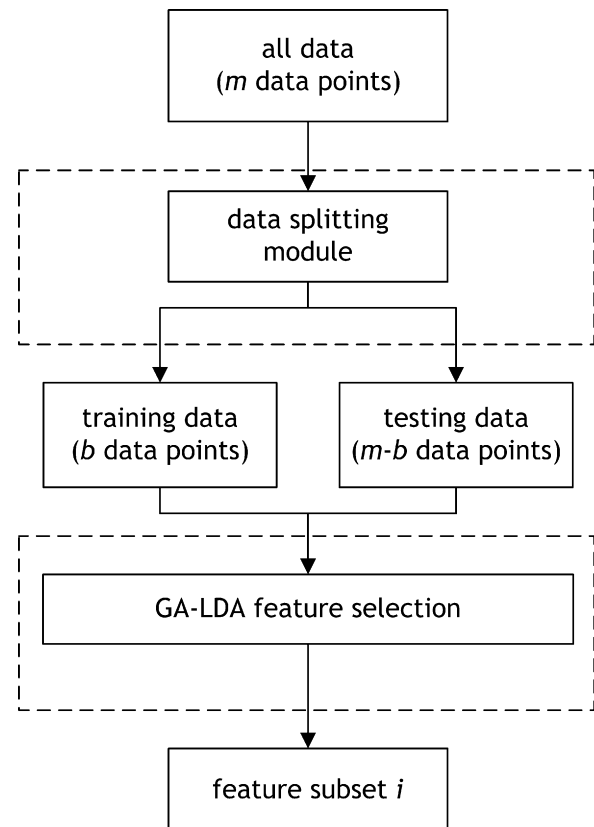 all data
(m data points)
data splitting
module
training data
(b data points)
testing data
(m-b data points)
GA-LDA feature selection
feature subset i